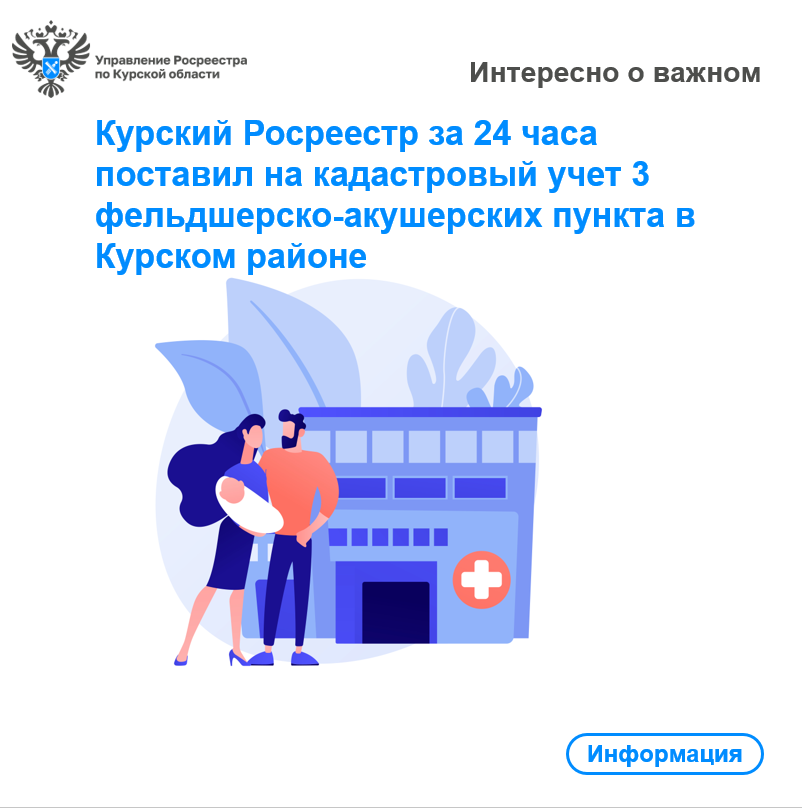 Управление Росреестра
по Курской области
Интересно о важном
Курский Росреестр за 24 часа
поставил на кадастровый учет 3
фельдшерско-акушерских пункта в
Курском районе
Информация